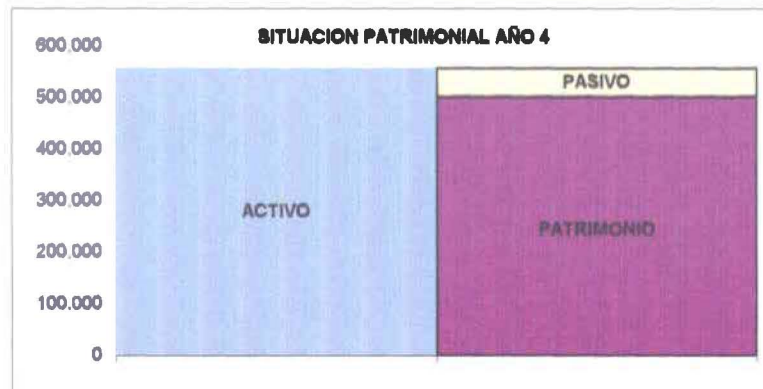 SITUACION PATRIMONIAL AÑO 4
600.000
500.000
400.000
300.000
200.000
100.000
0
ACTIVO
PASIVO
PATRIMONIO